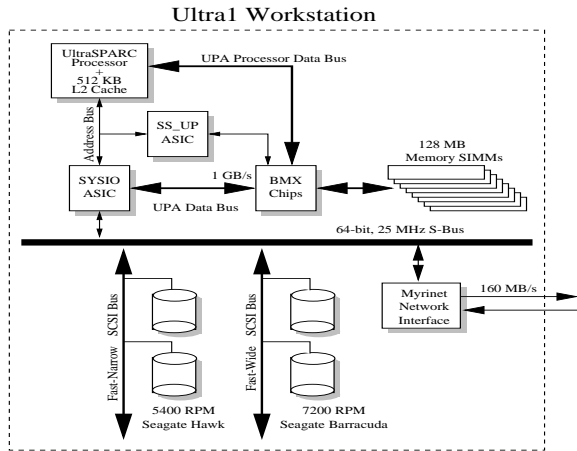 Ultra1 Workstation
UltraSPARC
Processor
+
512 KB
L2 Cache
UPA Processor Data Bus
Address Bus
SS_UP
ASIC
128 MB
Memory SIMMs
SYSIO
ASIC
1 GB/s
UPA Data Bus
BMX
Chips
64-bit, 25 MHz S-Bus
Fast-Narrow SCSI Bus
Fast-Wide SCSI Bus
Myrinet
Network
Interface
160 MB/s
5400 RPM
Seagate Hawk
7200 RPM
Seagate Barracuda